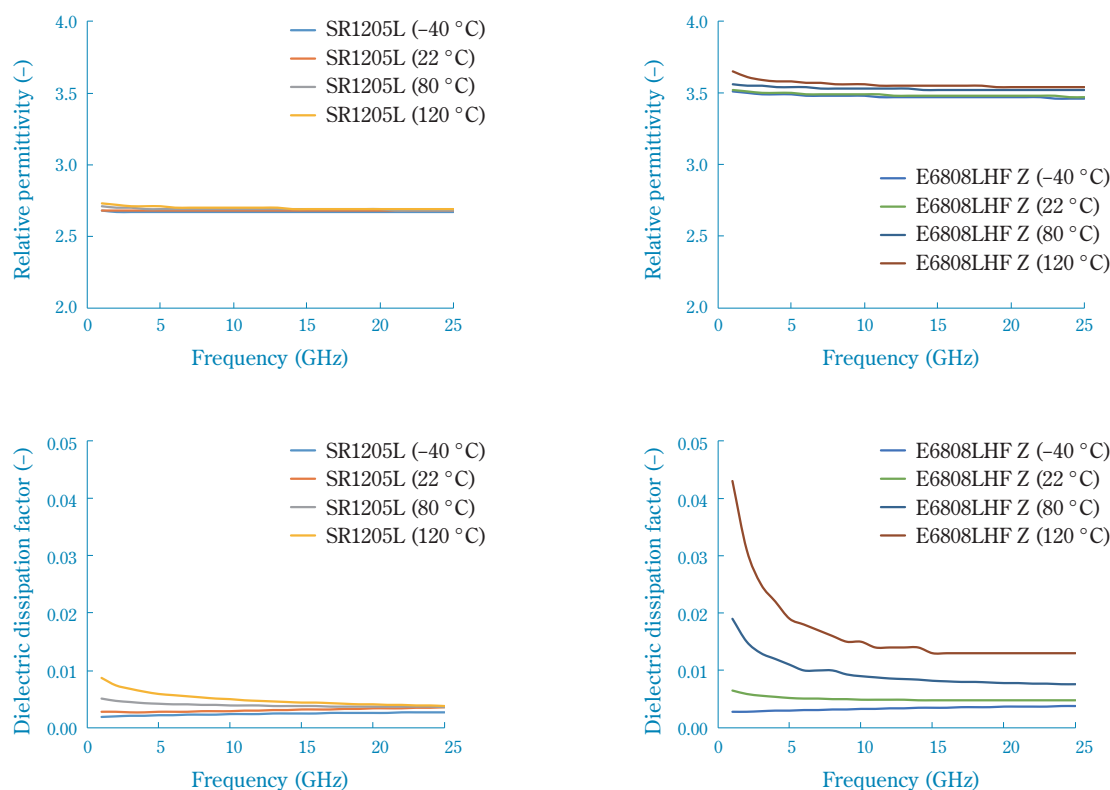 Relative permittivity (–)
4.0
3.5
3.0
2.5
2.0
SR1205L (–40 °C)
SR1205L (22 °C)
SR1205L (80 °C)
SR1205L (120 °C)
0 5 10 15 20 25
Frequency (GHz)
Relative permittivity (–)
4.0
3.5
3.0
2.5
2.0
E6808LHF Z (–40 °C)
E6808LHF Z (22 °C)
E6808LHF Z (80 °C)
E6808LHF Z (120 °C)
0 5 10 15 20 25
Frequency (GHz)
Dielectric dissipation factor (–)
0.05
0.04
0.03
0.02
0.01
0.00
SR1205L (–40 °C)
SR1205L (22 °C)
SR1205L (80 °C)
SR1205L (120 °C)
0 5 10 15 20 25
Frequency (GHz)
Dielectric dissipation factor (–)
0.05
0.04
0.03
0.02
0.01
0.00
E6808LHF Z (–40 °C)
E6808LHF Z (22 °C)
E6808LHF Z (80 °C)
E6808LHF Z (120 °C)
0 5 10 15 20 25
Frequency (GHz)